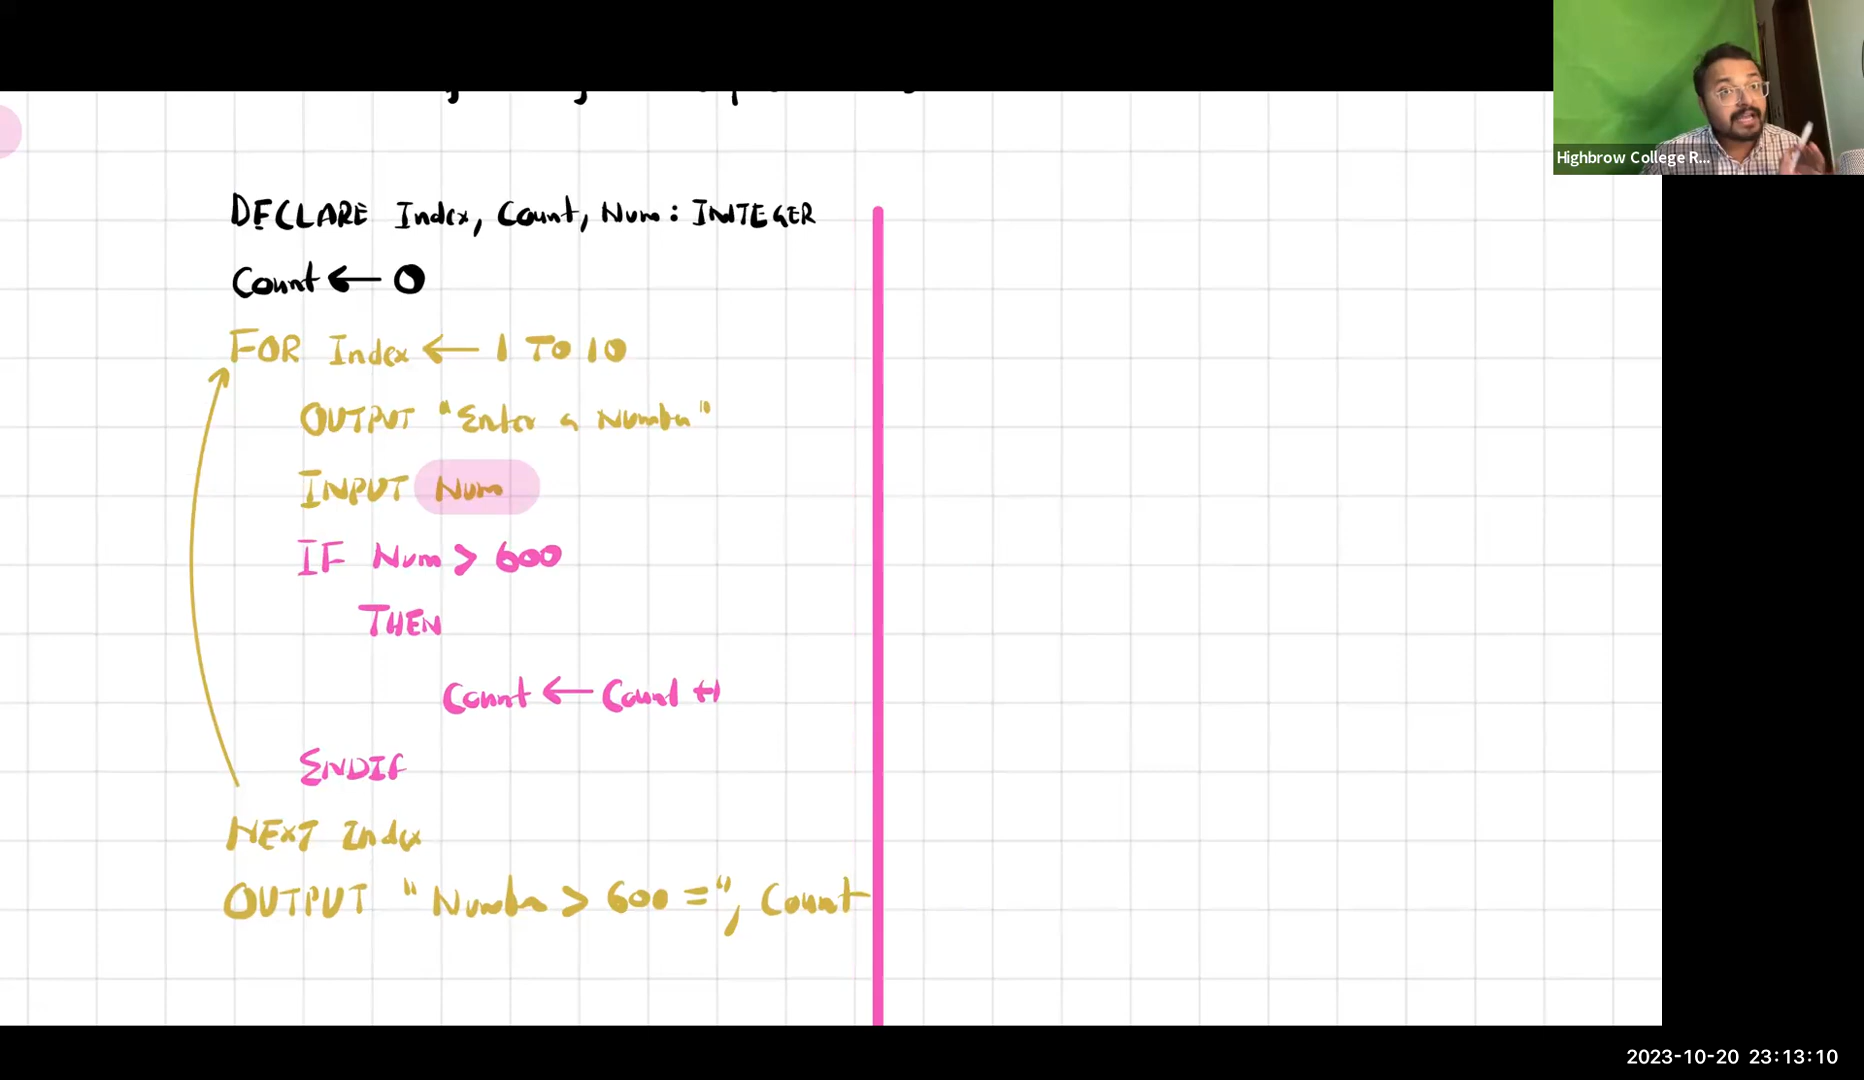 Highbrow College R...
DECLARE Index, Count, Num : INTEGER
Count ← 0
FOR Index ← 1 TO 10
OUTPUT "Enter a Number"
INPUT Num
IF Num > 600
THEN
Count ← Count +1
ENDIF
NEXT Index
OUTPUT "Number > 600 =", Count
2023-10-20 23:13:10